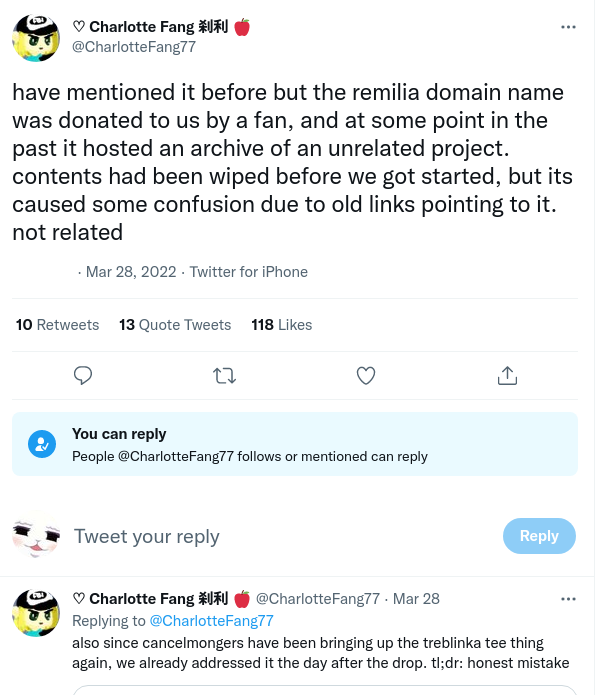 ♡ Charlotte Fang 刹利 🍎
@CharlotteFang77
have mentioned it before but the remilia domain name
was donated to us by a fan, and at some point in the
past it hosted an archive of an unrelated project.
contents had been wiped before we got started, but its
caused some confusion due to old links pointing to it.
not related
· Mar 28, 2022 · Twitter for iPhone
10 Retweets 13 Quote Tweets 118 Likes
You can reply
People @CharlotteFang77 follows or mentioned can reply
Tweet your reply
Reply
♡ Charlotte Fang 刹利 🍎 @CharlotteFang77 · Mar 28
Replying to @CharlotteFang77
also since cancelmongers have been bringing up the treblinka tee thing
again, we already addressed it the day after the drop. tl;dr: honest mistake